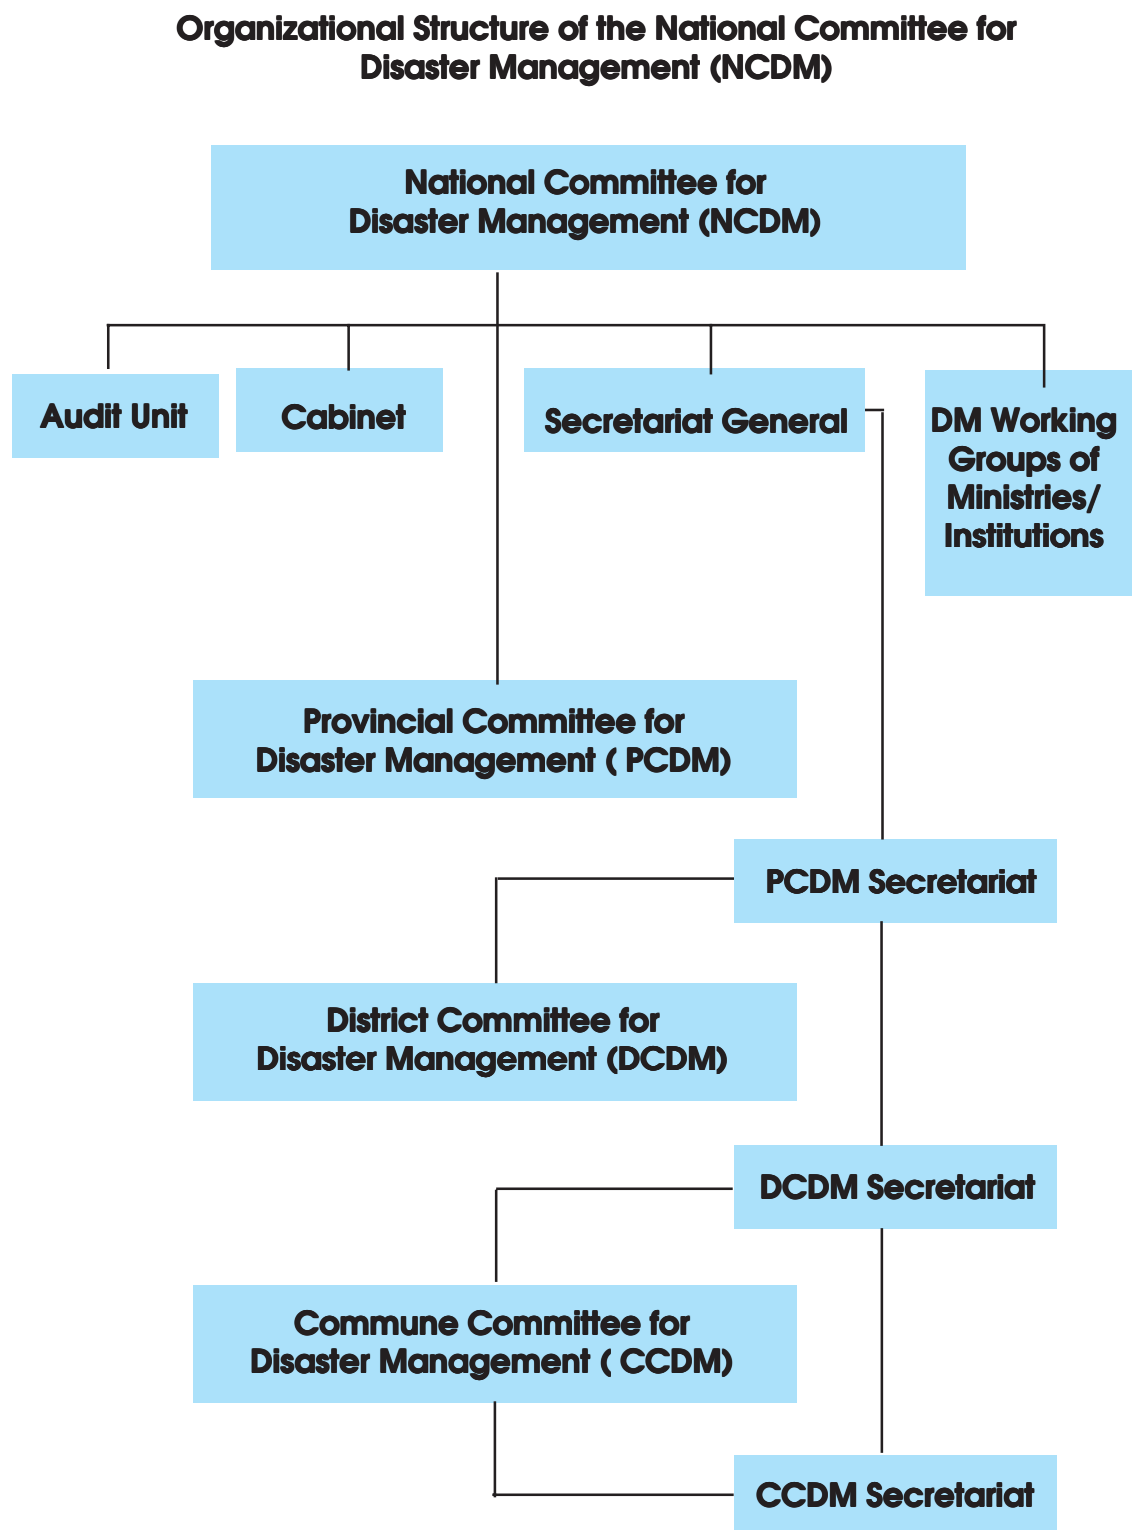 Organizational Structure of the National Committee for
Disaster Management (NCDM)
National Committee for
Disaster Management (NCDM)
Audit Unit
Cabinet
Secretariat General
DM Working
Groups of
Ministries/
Institutions
Provincial Committee for
Disaster Management ( PCDM)
PCDM Secretariat
District Committee for
Disaster Management (DCDM)
DCDM Secretariat
Commune Committee for
Disaster Management ( CCDM)
CCDM Secretariat